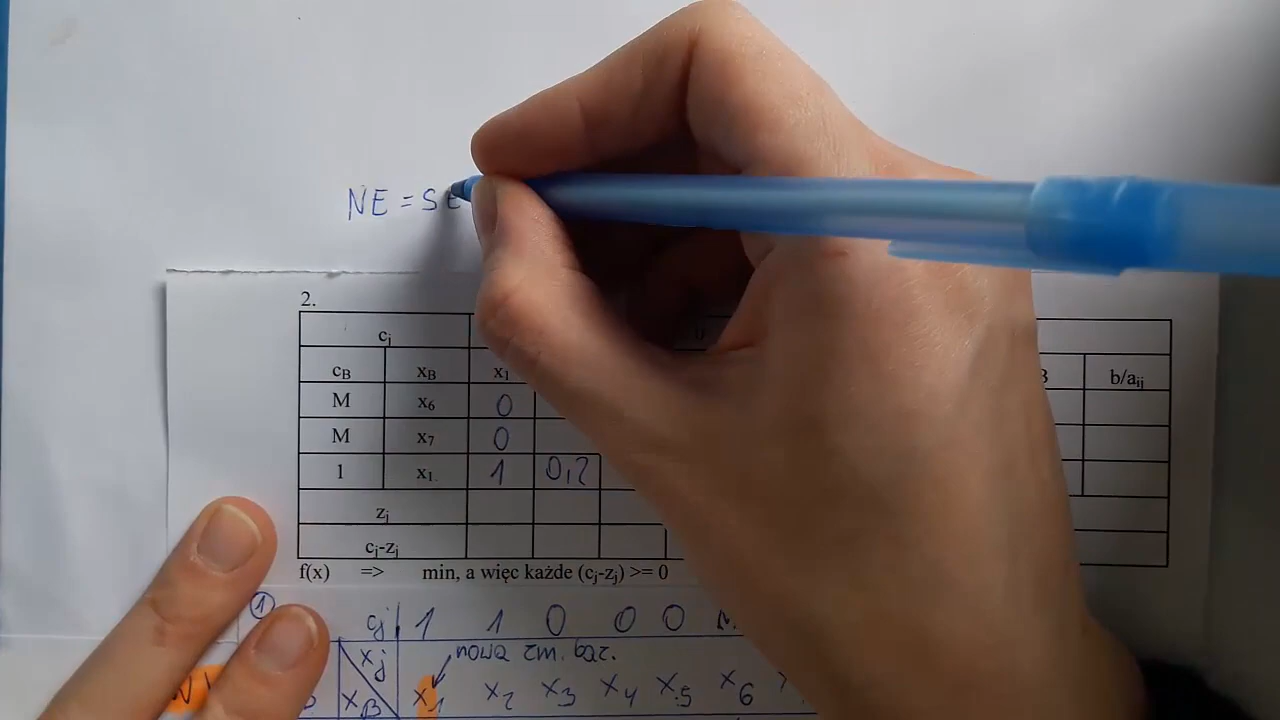 NE = SE
2.
cj 0
cB xB x1 b/aij
M x6 0
M x7 0
1 x1. 1 0,2
zj
cj-zj
f(x) => min, a więc każde (cj-zj) >= 0
1 cj 1 1 0 0 0 M
xj nowa zm. baz.
xB x1 x2 x3 x4 x5 x6